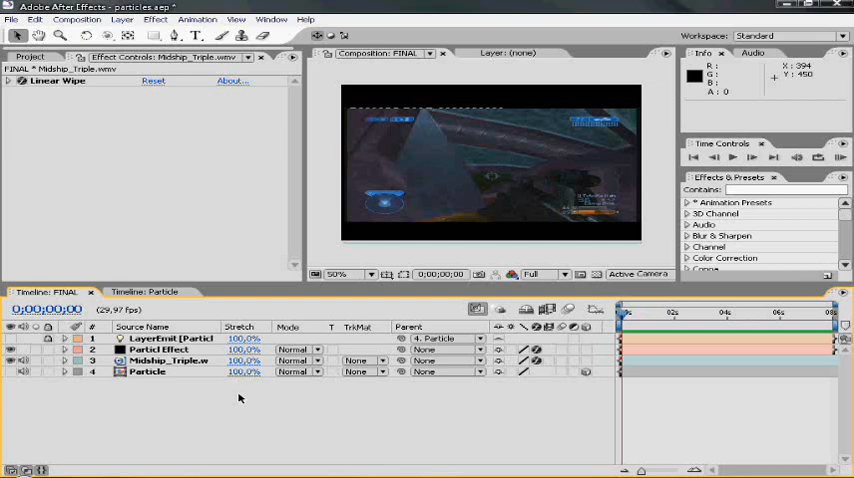 Adobe After Effects - particles.aep *
File Edit Composition Layer Effect Animation View Window Help
Workspace: Standard
Project Effect Controls: Midship_Triple.wmv
FINAL * Midship_Triple.wmv
Linear Wipe Reset About...
Composition: FINAL Layer: (none)
50% 0;00;00;00 Full Active Camera
Info Audio
R: X: 394
G: Y: 450
B:
A: 0
Time Controls
Effects & Presets
Contains:
* Animation Presets
3D Channel
Audio
Blur & Sharpen
Channel
Color Correction
Timeline: FINAL Timeline: Particle
0;00;00;00 (29,97 fps)
# Source Name Stretch Mode T TrkMat Parent
02s 04s 06s 08s
1 LayerEmit [Particl 100,0% 4. Particle
2 Particl Effect 100,0% Normal None
3 Midship_Triple.w 100,0% Normal None None
4 Particle 100,0% Normal None None